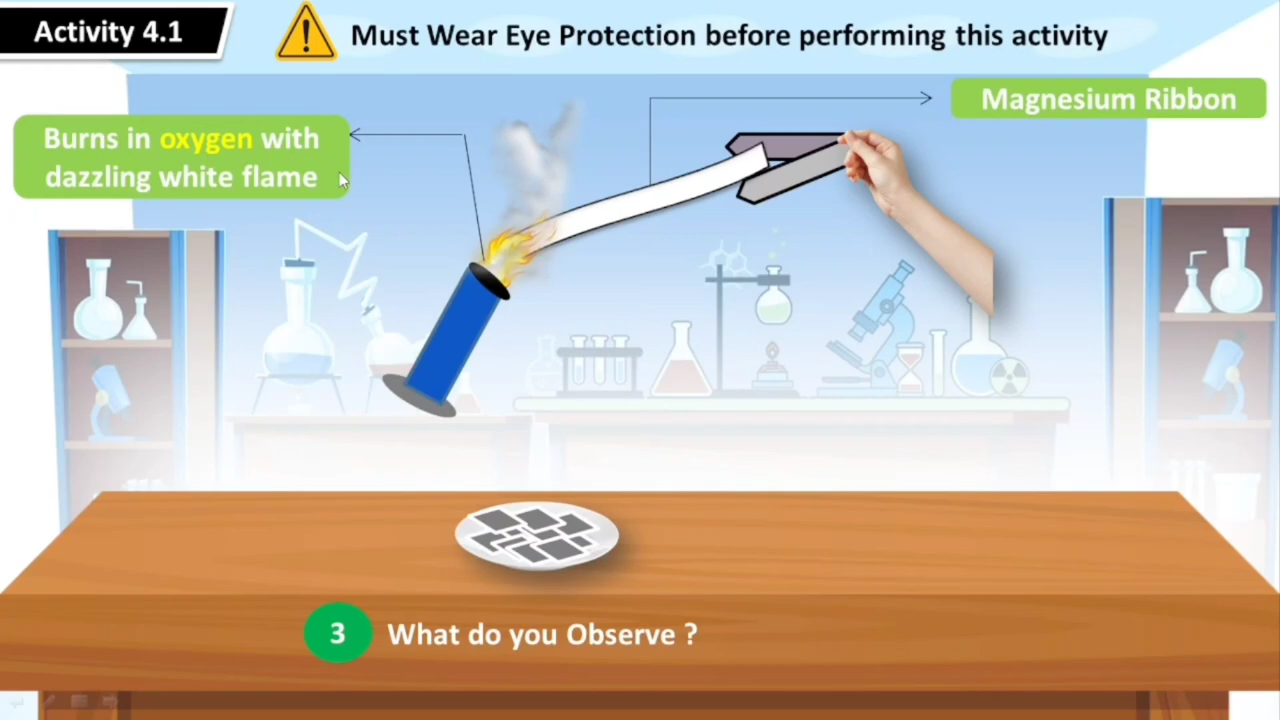 Activity 4.1
Must Wear Eye Protection before performing this activity
Magnesium Ribbon
Burns in oxygen with
dazzling white flame
3
What do you Observe ?